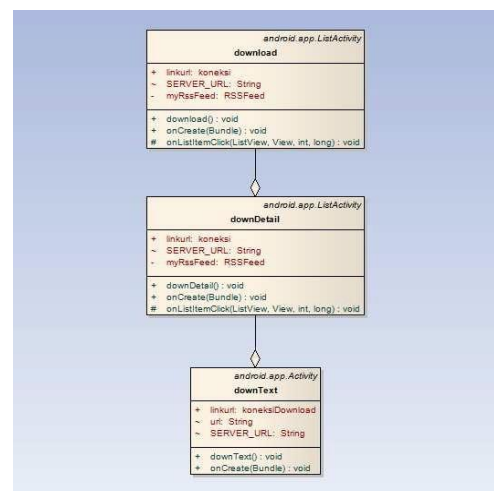 android.app.ListActivity
download
+ linkurl: koneksi
~ SERVER_URL: String
- myRssFeed: RSSFeed
+ download() : void
+ onCreate(Bundle) : void
# onListItemClick(ListView, View, int, long) : void
android.app.ListActivity
downDetail
+ linkurl: koneksi
~ SERVER_URL: String
- myRssFeed: RSSFeed
+ downDetail() : void
+ onCreate(Bundle) : void
# onListItemClick(ListView, View, int, long) : void
android.app.Activity
downText
+ linkurl: koneksiDownload
~ url: String
~ SERVER_URL: String
+ downText() : void
+ onCreate(Bundle) : void